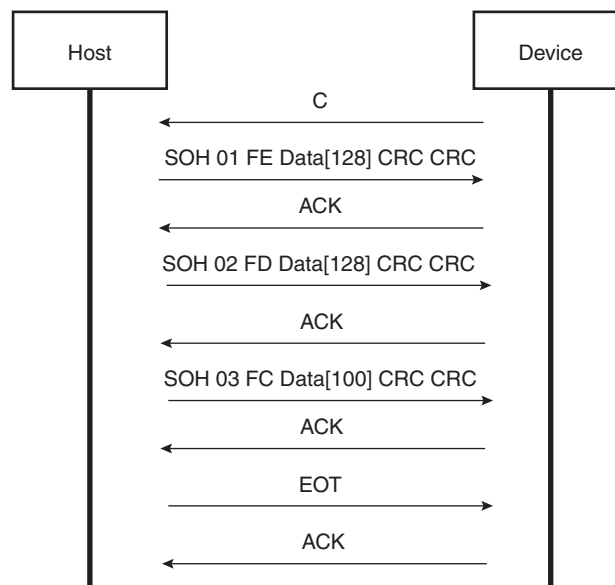 Host
Device
C
SOH 01 FE Data[128] CRC CRC
ACK
SOH 02 FD Data[128] CRC CRC
ACK
SOH 03 FC Data[100] CRC CRC
ACK
EOT
ACK